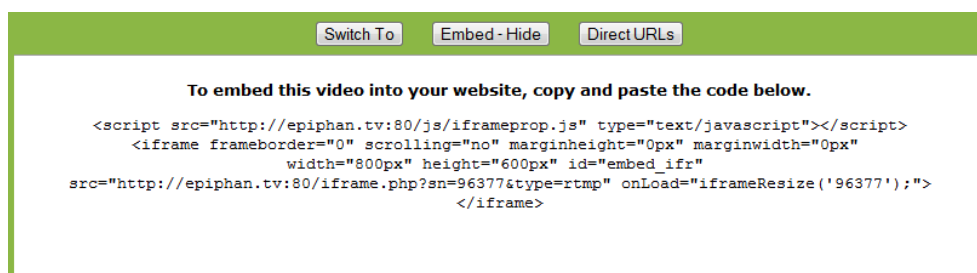 Switch To Embed - Hide Direct URLs
To embed this video into your website, copy and paste the code below.
<script src="http://epiphan.tv:80/js/iframeprop.js" type="text/javascript"></script>
<iframe frameborder="0" scrolling="no" marginheight="0px" marginwidth="0px"
width="800px" height="600px" id="embed_ifr"
src="http://epiphan.tv:80/iframe.php?sn=96377&type=rtmp" onLoad="iframeResize('96377');">
</iframe>